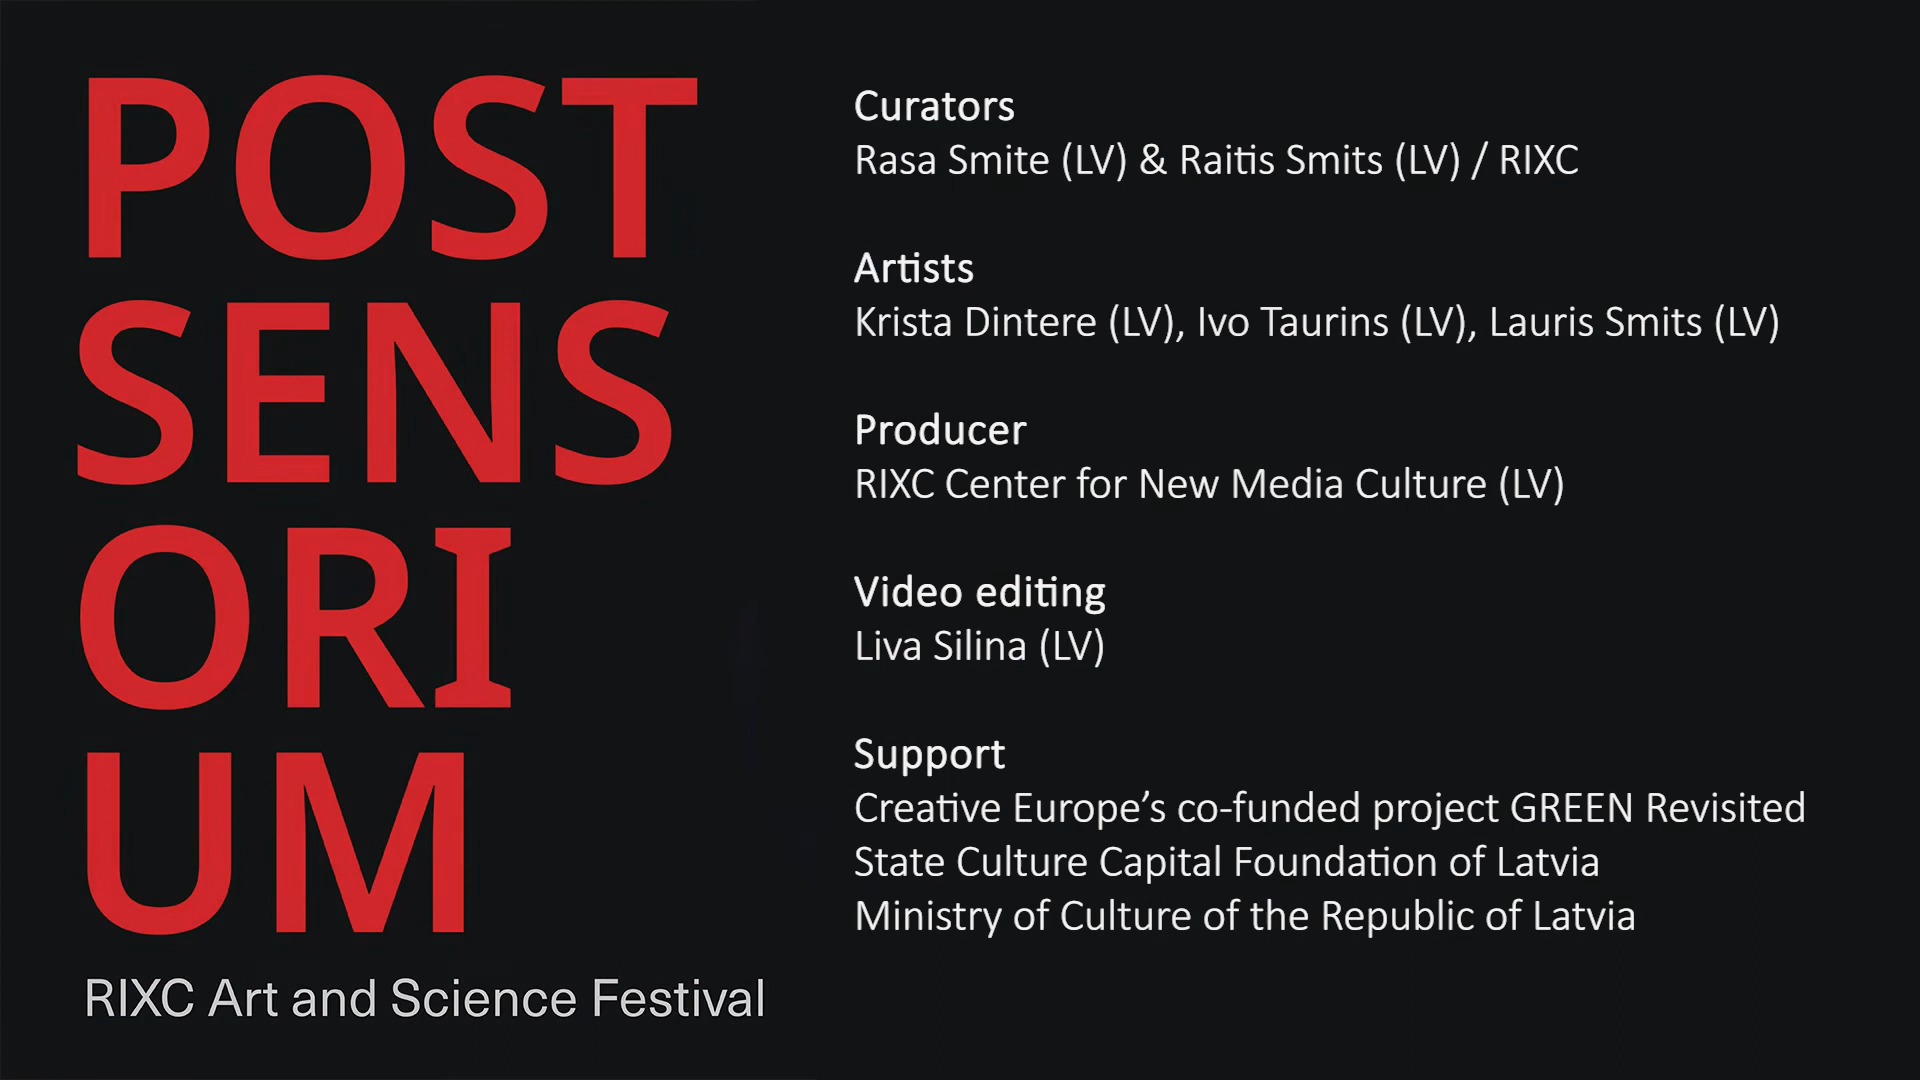 POST
SENS
ORI
UM
RIXC Art and Science Festival
Curators
Rasa Smite (LV) & Raitis Smits (LV) / RIXC
Artists
Krista Dintere (LV), Ivo Taurins (LV), Lauris Smits (LV)
Producer
RIXC Center for New Media Culture (LV)
Video editing
Liva Silina (LV)
Support
Creative Europe’s co-funded project GREEN Revisited
State Culture Capital Foundation of Latvia
Ministry of Culture of the Republic of Latvia